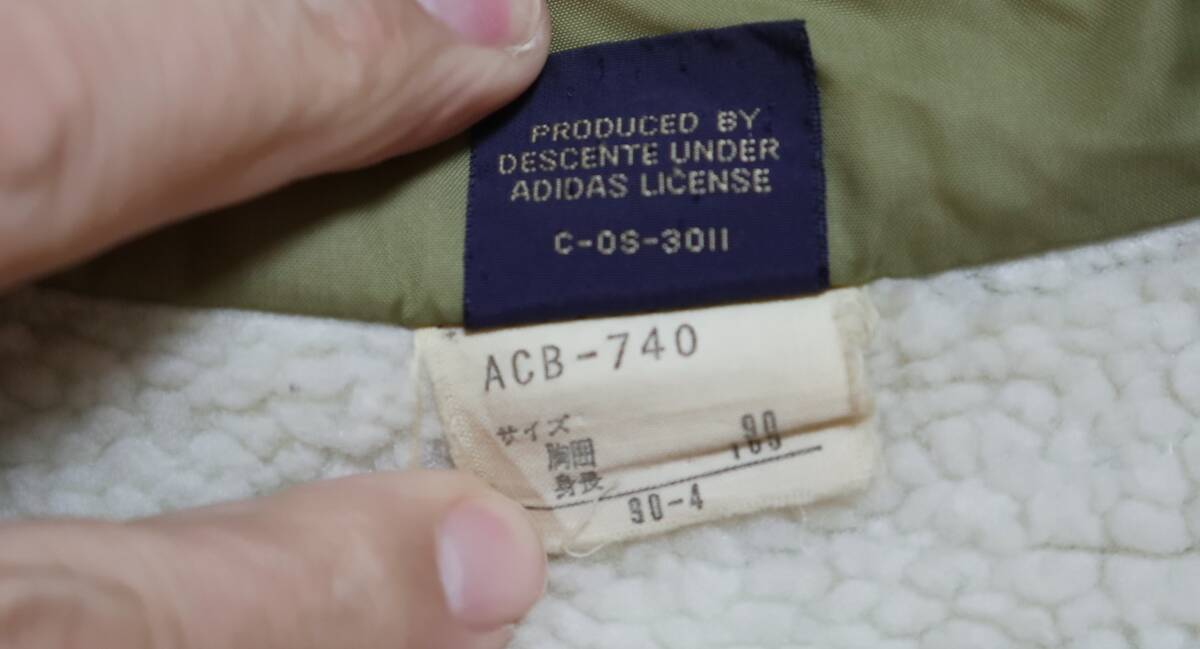 PRODUCED BY
DESCENTE UNDER
ADIDAS LICENSE
C-OS-3011
ACB-740
サイズ
胸囲
身長
90-4